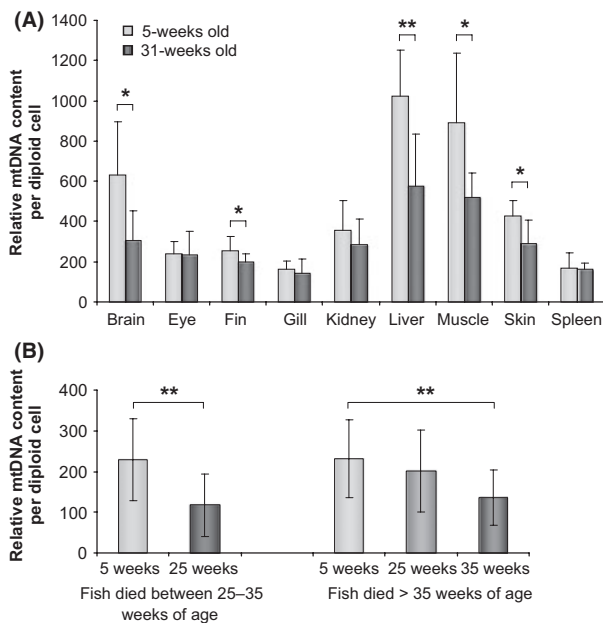 (A)
5-weeks old
31-weeks old
Relative mtDNA content
per diploid cell
1400
1200
1000
800
600
400
200
0
*
*
**
*
*
Brain Eye Fin Gill Kidney Liver Muscle Skin Spleen
(B)
Relative mtDNA content
per diploid cell
400
300
200
100
0
**
**
5 weeks 25 weeks 5 weeks 25 weeks 35 weeks
Fish died between 25–35
weeks of age
Fish died > 35 weeks of age